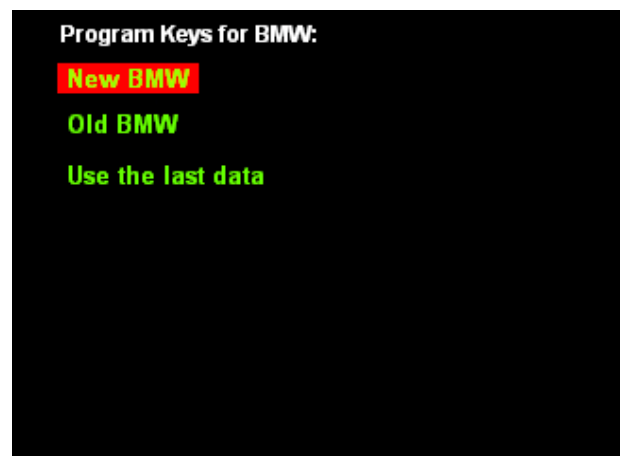 Program Keys for BMW:
New BMW
Old BMW
Use the last data